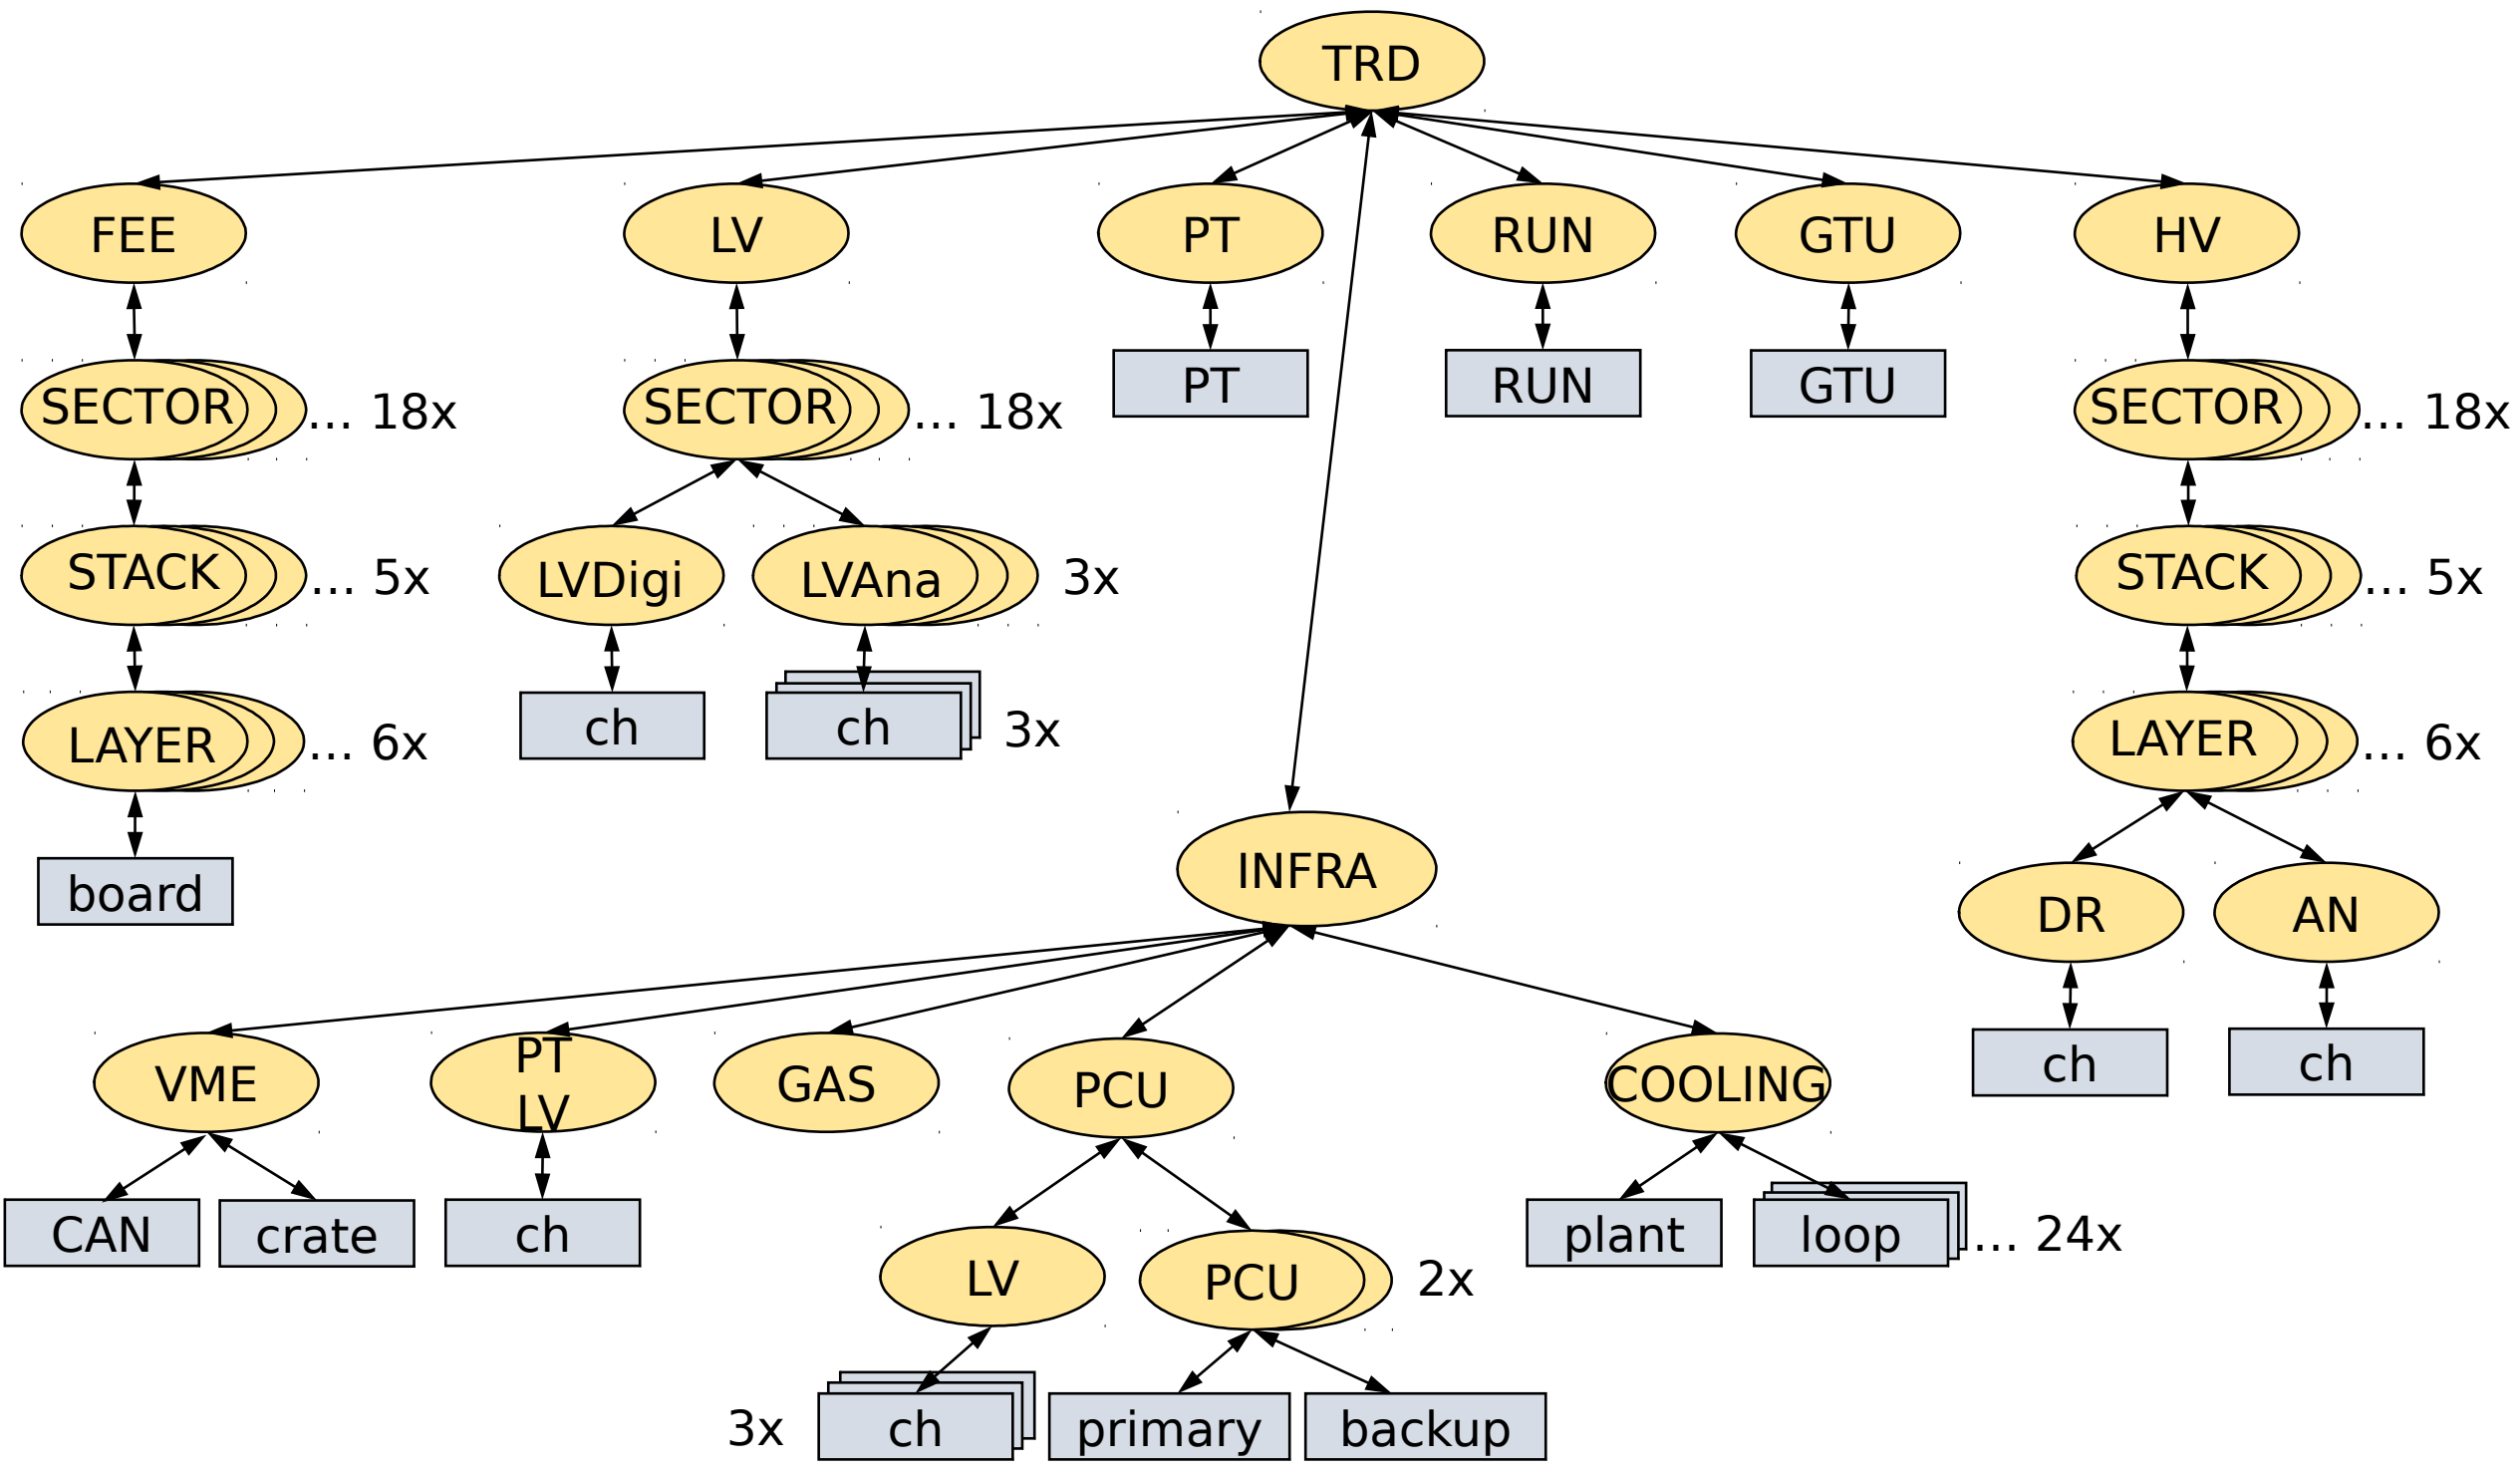 TRD
FEE
LV
PT
RUN
GTU
HV
PT
RUN
GTU
SECTOR
... 18x
SECTOR
... 18x
SECTOR
... 18x
STACK
... 5x
LVDigi
LVAna
3x
STACK
... 5x
LAYER
... 6x
ch
ch
3x
LAYER
... 6x
board
INFRA
DR
AN
ch
ch
VME
PT
LV
GAS
PCU
COOLING
CAN
crate
ch
plant
loop
... 24x
LV
PCU
2x
3x
ch
primary
backup